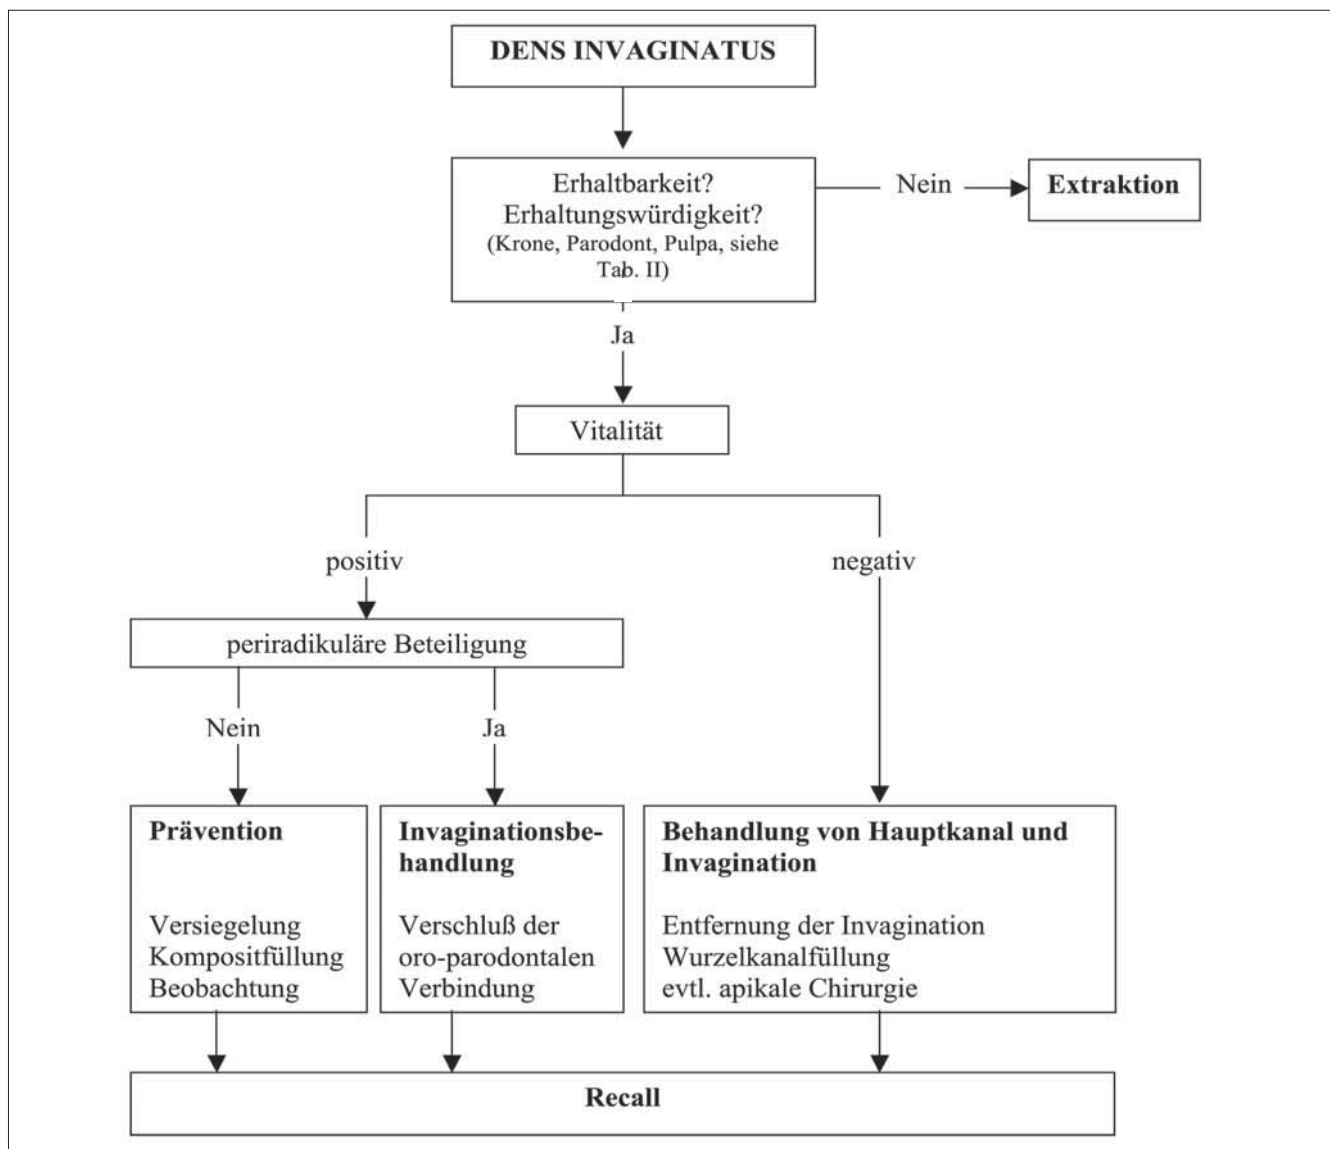 DENS INVAGINATUS
Erhaltbarkeit?
Erhaltungswürdigkeit?
(Krone, Parodont, Pulpa, siehe
Tab. II)
Nein
Extraktion
Ja
Vitalität
positiv
negativ
periradikuläre Beteiligung
Nein
Ja
Prävention
Versiegelung
Kompositfüllung
Beobachtung
Invaginationsbe-
handlung
Verschluß der
oro-parodontalen
Verbindung
Behandlung von Hauptkanal und
Invagination
Entfernung der Invagination
Wurzelkanalfüllung
evtl. apikale Chirurgie
Recall